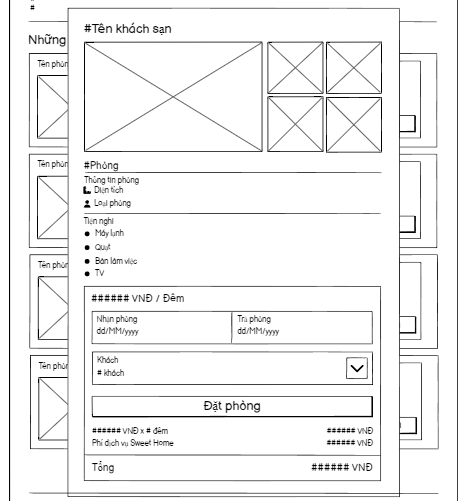 #
#Tên khách sạn
Những
Tên phòn
#Phòng
Thông tin phòng
Diện tích
Loại phòng
Tên phòn
Tiện nghi
Máy lạnh
Quạt
Bàn làm việc
TV
Tên phòn
###### VNĐ / Đêm
Nhận phòng
Trả phòng
dd/MM/yyyy
dd/MM/yyyy
Khách
# khách
Tên phòn
Đặt phòng
###### VNĐ x # đêm
###### VNĐ
Phí dịch vụ Sweet Home
###### VNĐ
Tổng
###### VNĐ